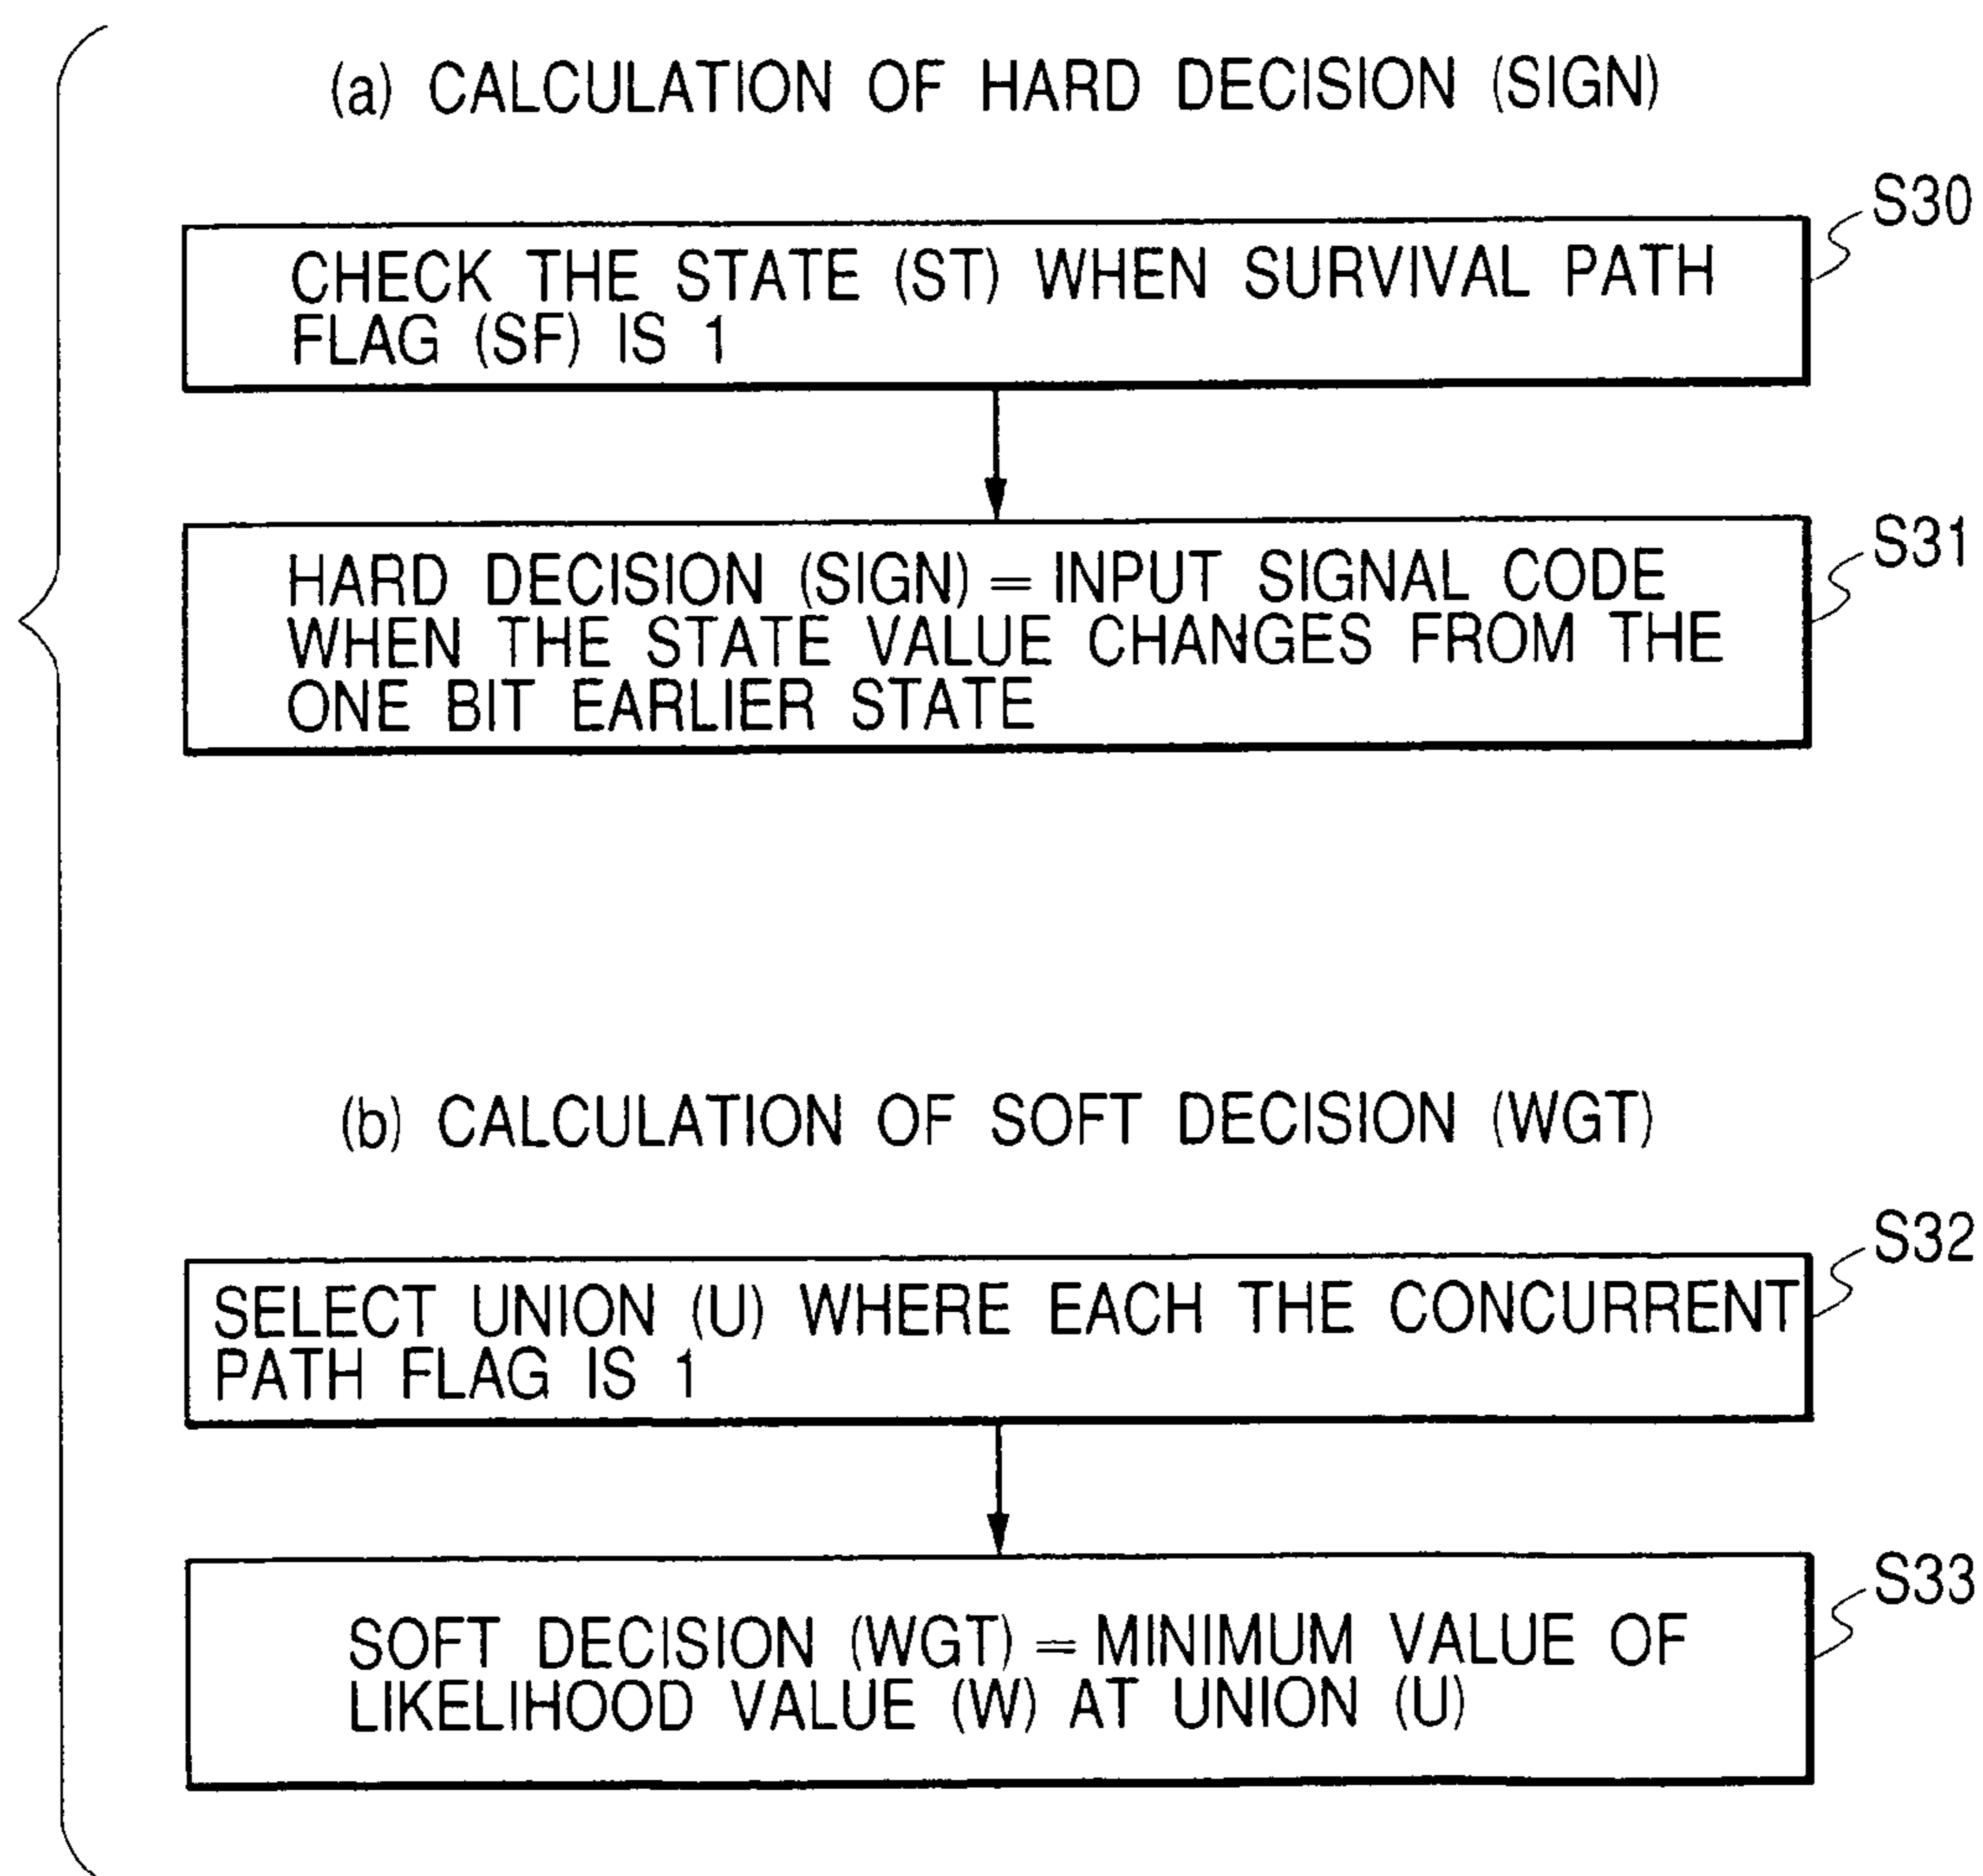 (a) CALCULATION OF HARD DECISION (SIGN)
S30
CHECK THE STATE (ST) WHEN SURVIVAL PATH
FLAG (SF) IS 1
S31
HARD DECISION (SIGN) = INPUT SIGNAL CODE
WHEN THE STATE VALUE CHANGES FROM THE
ONE BIT EARLIER STATE
(b) CALCULATION OF SOFT DECISION (WGT)
S32
SELECT UNION (U) WHERE EACH THE CONCURRENT
PATH FLAG IS 1
S33
SOFT DECISION (WGT) = MINIMUM VALUE OF
LIKELIHOOD VALUE (W) AT UNION (U)